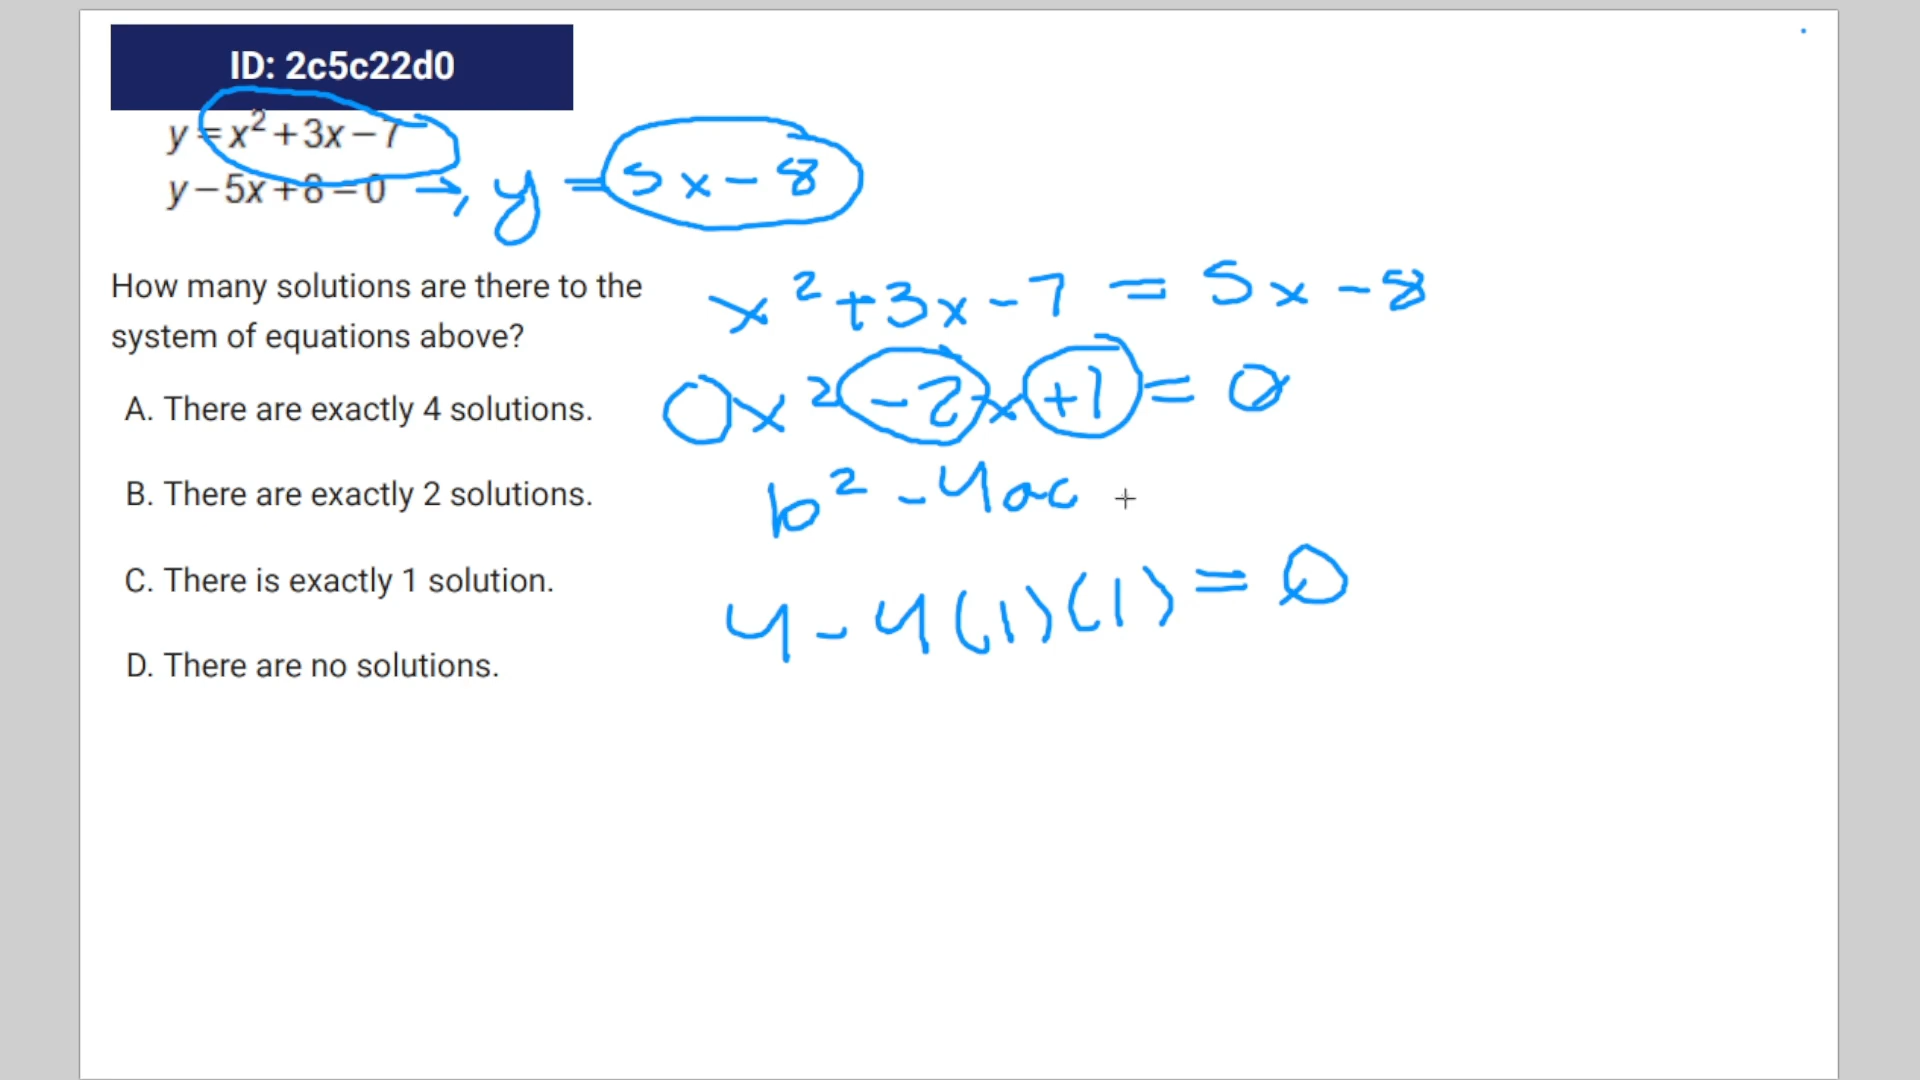 ID: 2c5c22d0
y = x² + 3x − 7
y − 5x + 8 = 0 → y = 5x − 8
How many solutions are there to the
system of equations above?
A. There are exactly 4 solutions.
B. There are exactly 2 solutions.
C. There is exactly 1 solution.
D. There are no solutions.
x² + 3x − 7 = 5x − 8
x² − 2x + 1 = 0
b² − 4ac
4 − 4(1)(1) = 0